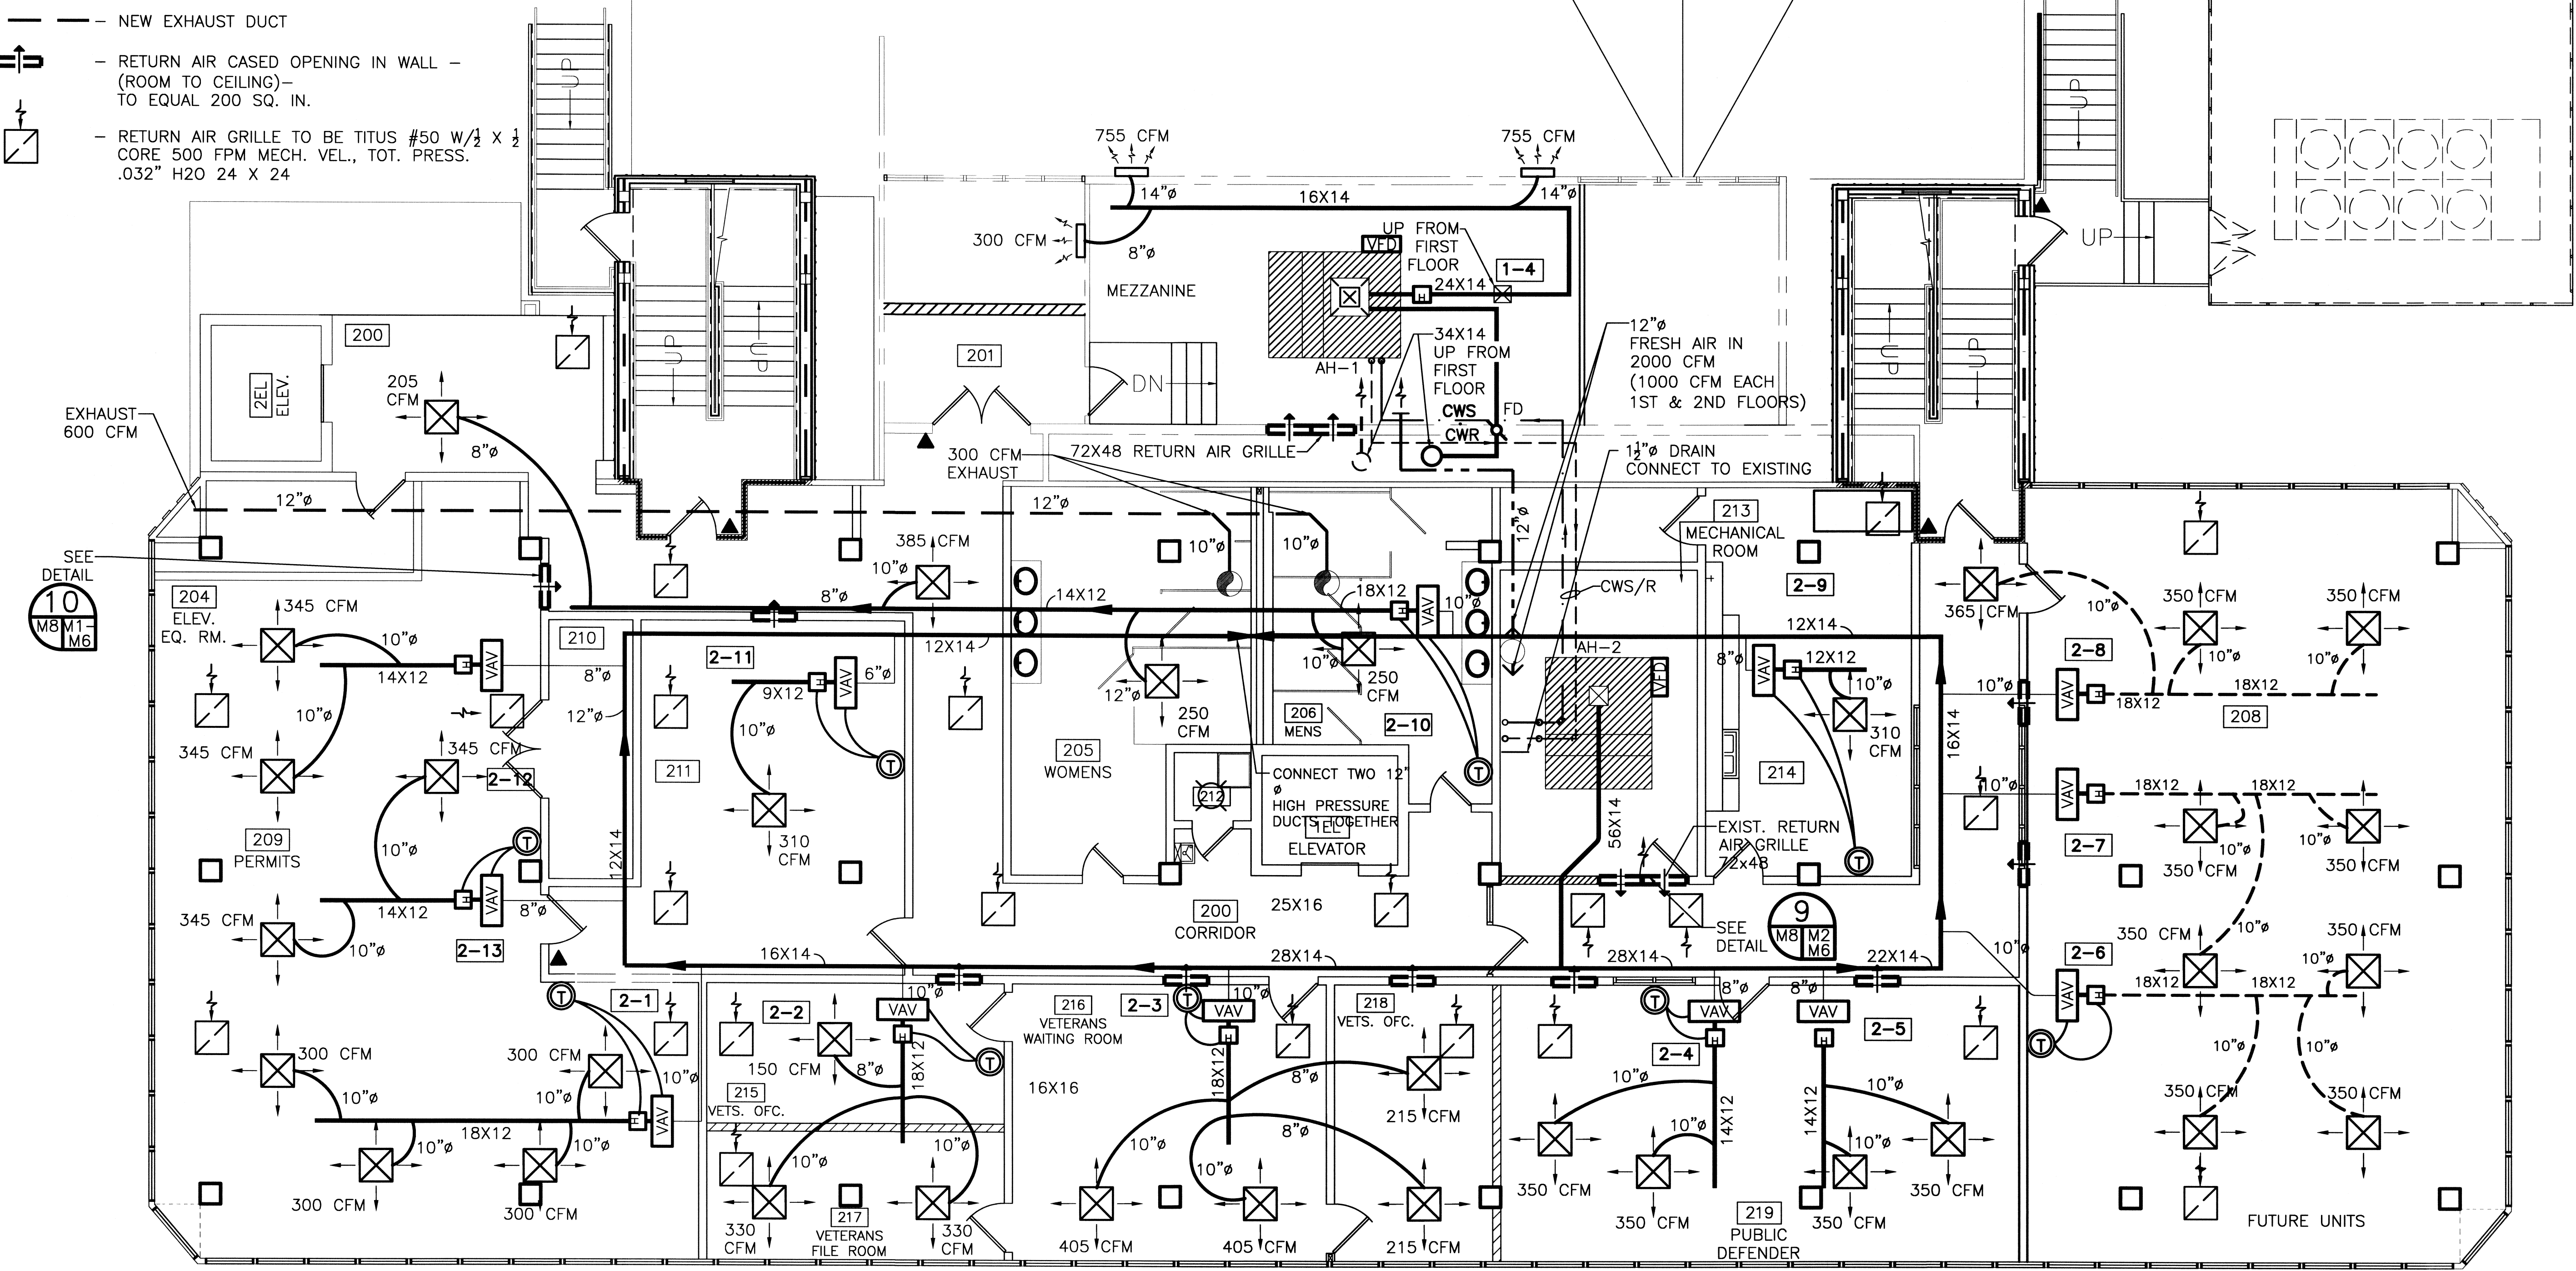 – NEW EXHAUST DUCT
– RETURN AIR CASED OPENING IN WALL –
(ROOM TO CEILING)–
TO EQUAL 200 SQ. IN.
– RETURN AIR GRILLE TO BE TITUS #50 W/½ X ½
CORE 500 FPM MECH. VEL., TOT. PRESS.
.032" H2O 24 X 24
UP
UP
755 CFM
755 CFM
14"ø
16X14
14"ø
300 CFM
8"ø
UP FROM
FIRST
FLOOR
VFD
1-4
24X14
MEZZANINE
UP
UP
UP
UP
UP
UP
200
2EL
ELEV.
205
CFM
8"ø
201
DN
AH-1
34X14
UP FROM
FIRST
FLOOR
12"ø
FRESH AIR IN
2000 CFM
(1000 CFM EACH
1ST & 2ND FLOORS)
CWS
FD
CWR
EXHAUST
600 CFM
300 CFM
EXHAUST
72X48 RETURN AIR GRILLE
1½"ø DRAIN
CONNECT TO EXISTING
12"ø
12"ø
12"ø
213
MECHANICAL
ROOM
SEE
DETAIL
10
M8
M1-
M6
385 CFM
10"ø
10"ø
10"ø
2-9
204
ELEV.
EQ. RM.
345 CFM
10"ø
8"ø
14X12
18X12
VAV
H
10"ø
CWS/R
365 CFM
10"ø
350 CFM
350 CFM
210
12X14
12X14
2-11
VAV
H
14X12
8"ø
6"ø
9X12
H
VAV
10"ø
250
CFM
AH-2
VFD
8"ø
VAV
H
12X12
10"ø
2-8
10"ø
VAV
H
10"ø
10"ø
18X12
18X12
208
10"ø
12"ø
10"ø
12"ø
250
CFM
206
MENS
2-10
310
CFM
16X14
345 CFM
345 CFM
2-12
211
205
WOMENS
T
T
214
10"ø
VAV
H
18X12
18X12
212
CONNECT TWO 12"
ø
HIGH PRESSURE
DUCTS TOGETHER
1EL
ELEVATOR
310
CFM
209
PERMITS
10"ø
T
12X14
56X14
EXIST. RETURN
AIR GRILLE
72x48
T
2-7
10"ø
10"ø
350 CFM
350 CFM
345 CFM
14X12
H
VAV
8"ø
10"ø
2-13
200
CORRIDOR
25X16
SEE
DETAIL
9
M8
M2
M6
350 CFM
350 CFM
10"ø
10"ø
10"ø
2-6
VAV
H
18X12
18X12
T
16X14
28X14
28X14
22X14
T
2-1
2-2
10"ø
VAV
H
216
VETERANS
WAITING ROOM
2-3
T
10"ø
VAV
H
218
VETS. OFC.
T
8"ø
VAV
H
8"ø
VAV
H
2-5
2-4
300 CFM
300 CFM
10"ø
10"ø
10"ø
H
VAV
18X12
150 CFM
8"ø
18X12
T
215
VETS. OFC.
16X16
18X12
8"ø
215 CFM
10"ø
14X12
14X12
10"ø
10"ø
10"ø
350 CFM
350 CFM
10"ø
10"ø
10"ø
10"ø
10"ø
10"ø
8"ø
10"ø
10"ø
10"ø
300 CFM
300 CFM
330
CFM
217
VETERANS
FILE ROOM
330
CFM
405 CFM
405 CFM
215 CFM
350 CFM
350 CFM
219
PUBLIC
DEFENDER
350 CFM
350 CFM
FUTURE UNITS